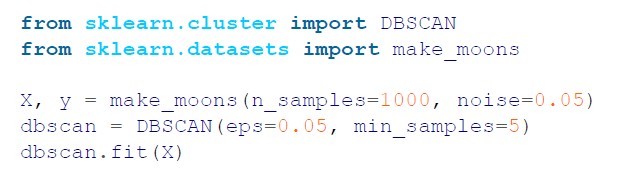 from sklearn.cluster import DBSCAN
from sklearn.datasets import make_moons
X, y = make_moons(n_samples=1000, noise=0.05)
dbscan = DBSCAN(eps=0.05, min_samples=5)
dbscan.fit(X)